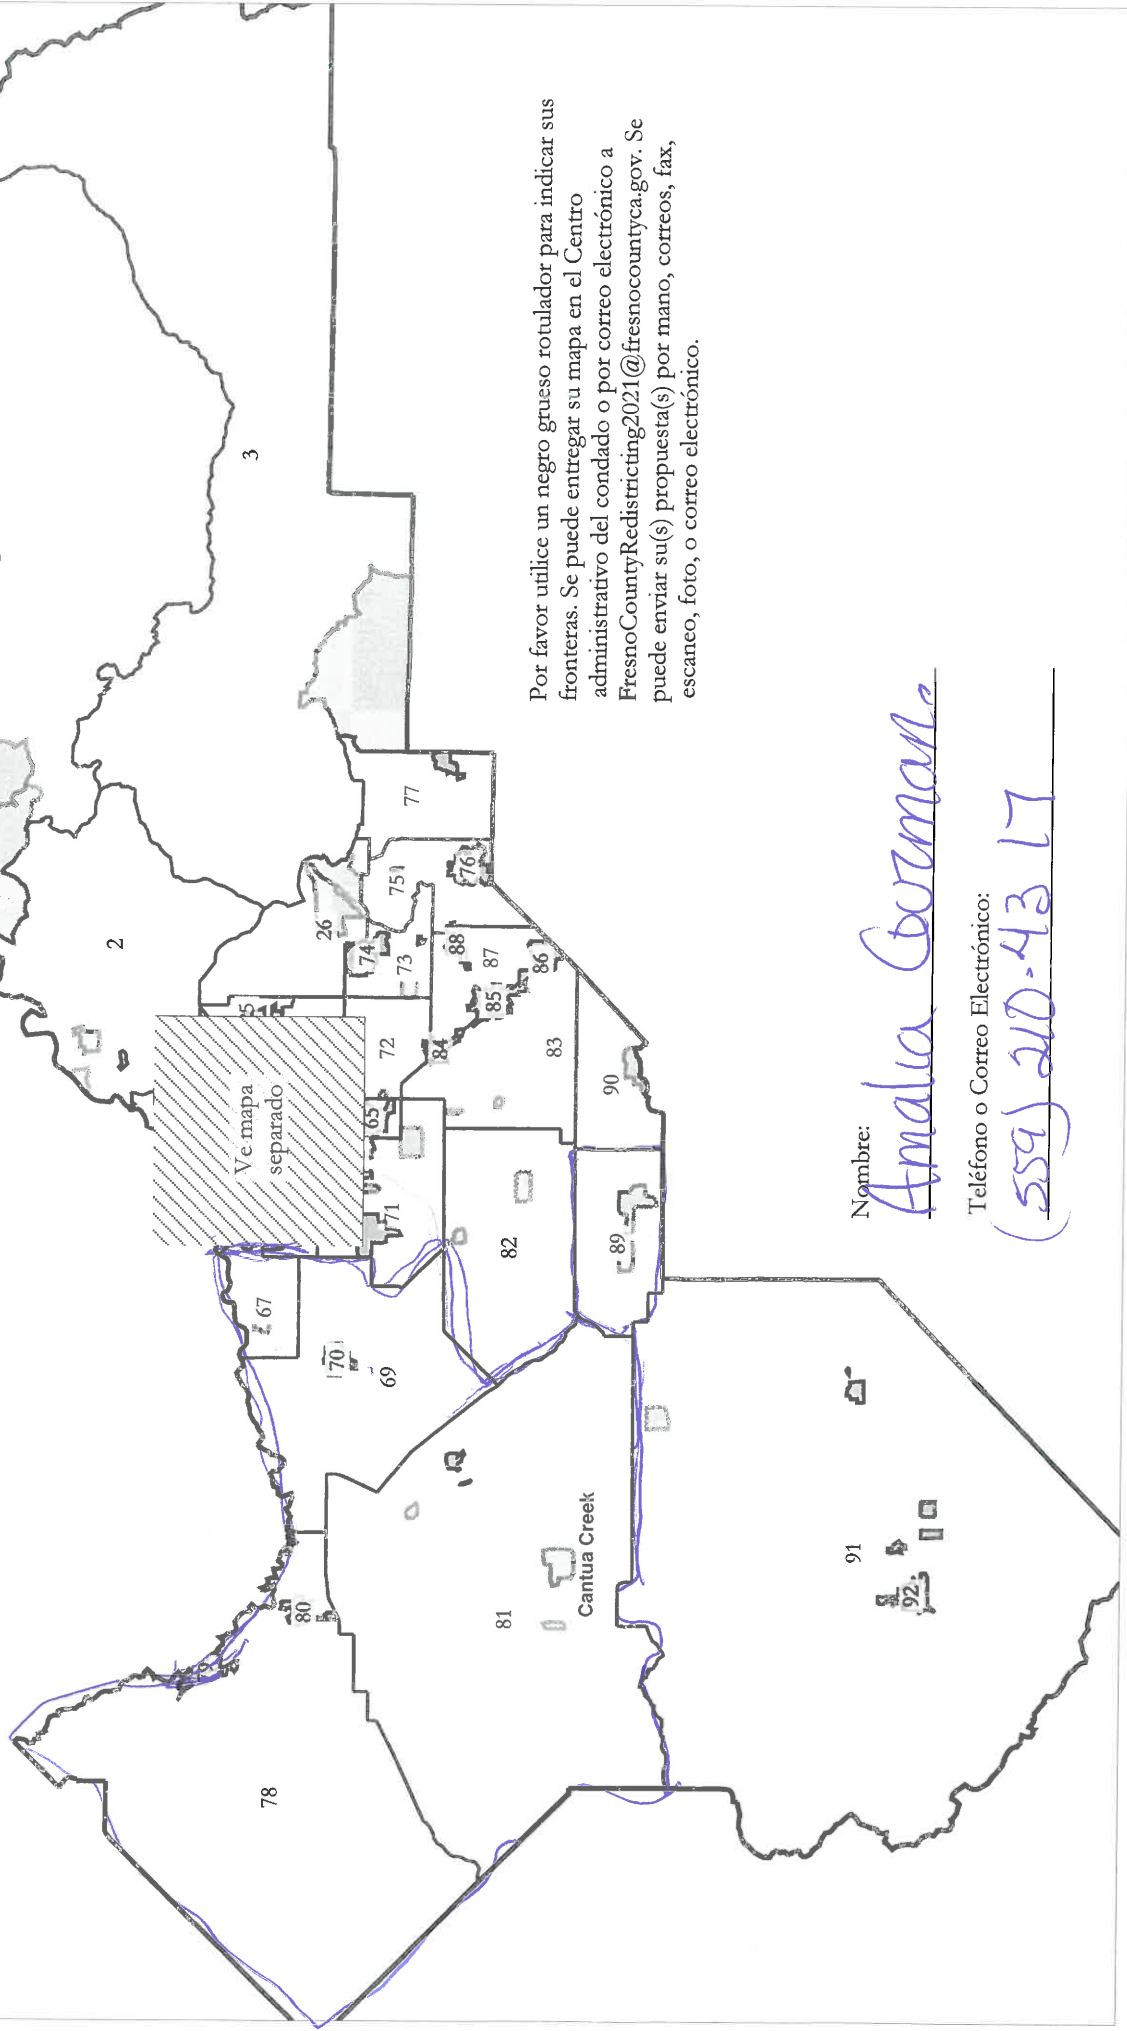 2
3
Ve mapa
separado
25
26
65
67
69
70
71
72
73
74
75
76
77
78
80
81
82
83
84
85
86
87
88
89
90
91
92
Cantua Creek
Por favor utilice un negro grueso rotulador para indicar sus
fronteras. Se puede entregar su mapa en el Centro
administrativo del condado o por correo electrónico a
FresnoCountyRedistricting2021@fresnocountyca.gov. Se
puede enviar su(s) propuesta(s) por mano, correos, fax,
escaneo, foto, o correo electrónico.
Nombre:
Amalia
Teléfono o Correo Electrónico:
(559) 210-4317